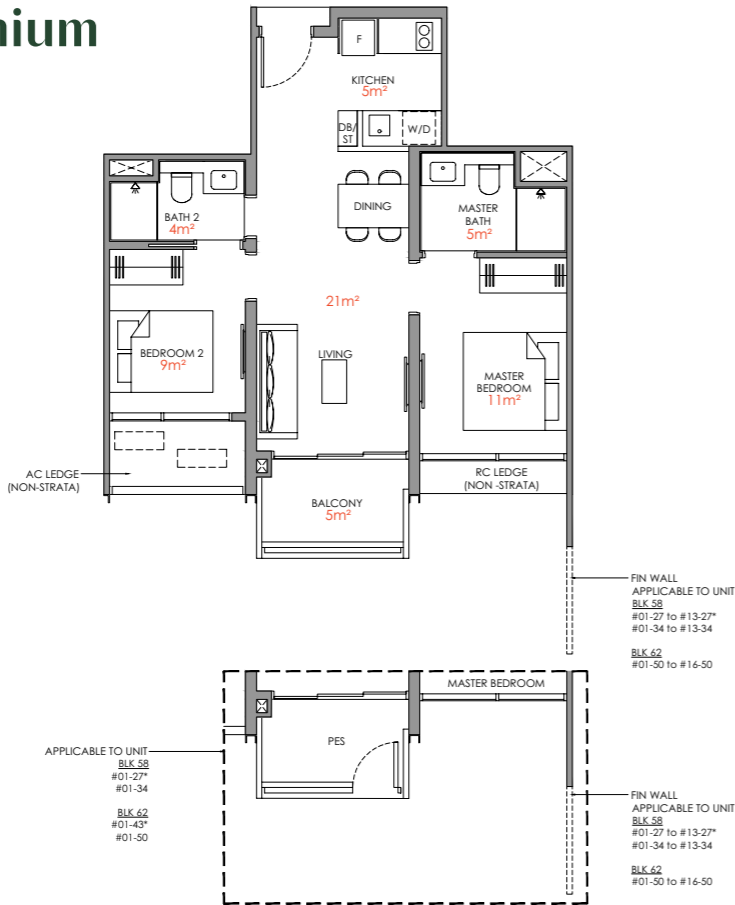 nium
F
KITCHEN
5m²
DB/
ST
W/D
BATH 2
4m²
DINING
MASTER
BATH
5m²
21m²
BEDROOM 2
9m²
LIVING
MASTER
BEDROOM
11m²
AC LEDGE
(NON-STRATA)
RC LEDGE
(NON -STRATA)
BALCONY
5m²
FIN WALL
APPLICABLE TO UNIT
BLK 58
#01-27 to #13-27*
#01-34 to #13-34
BLK 62
#01-50 to #16-50
MASTER BEDROOM
PES
APPLICABLE TO UNIT
BLK 58
#01-27*
#01-34
BLK 62
#01-43*
#01-50
FIN WALL
APPLICABLE TO UNIT
BLK 58
#01-27 to #13-27*
#01-34 to #13-34
BLK 62
#01-50 to #16-50